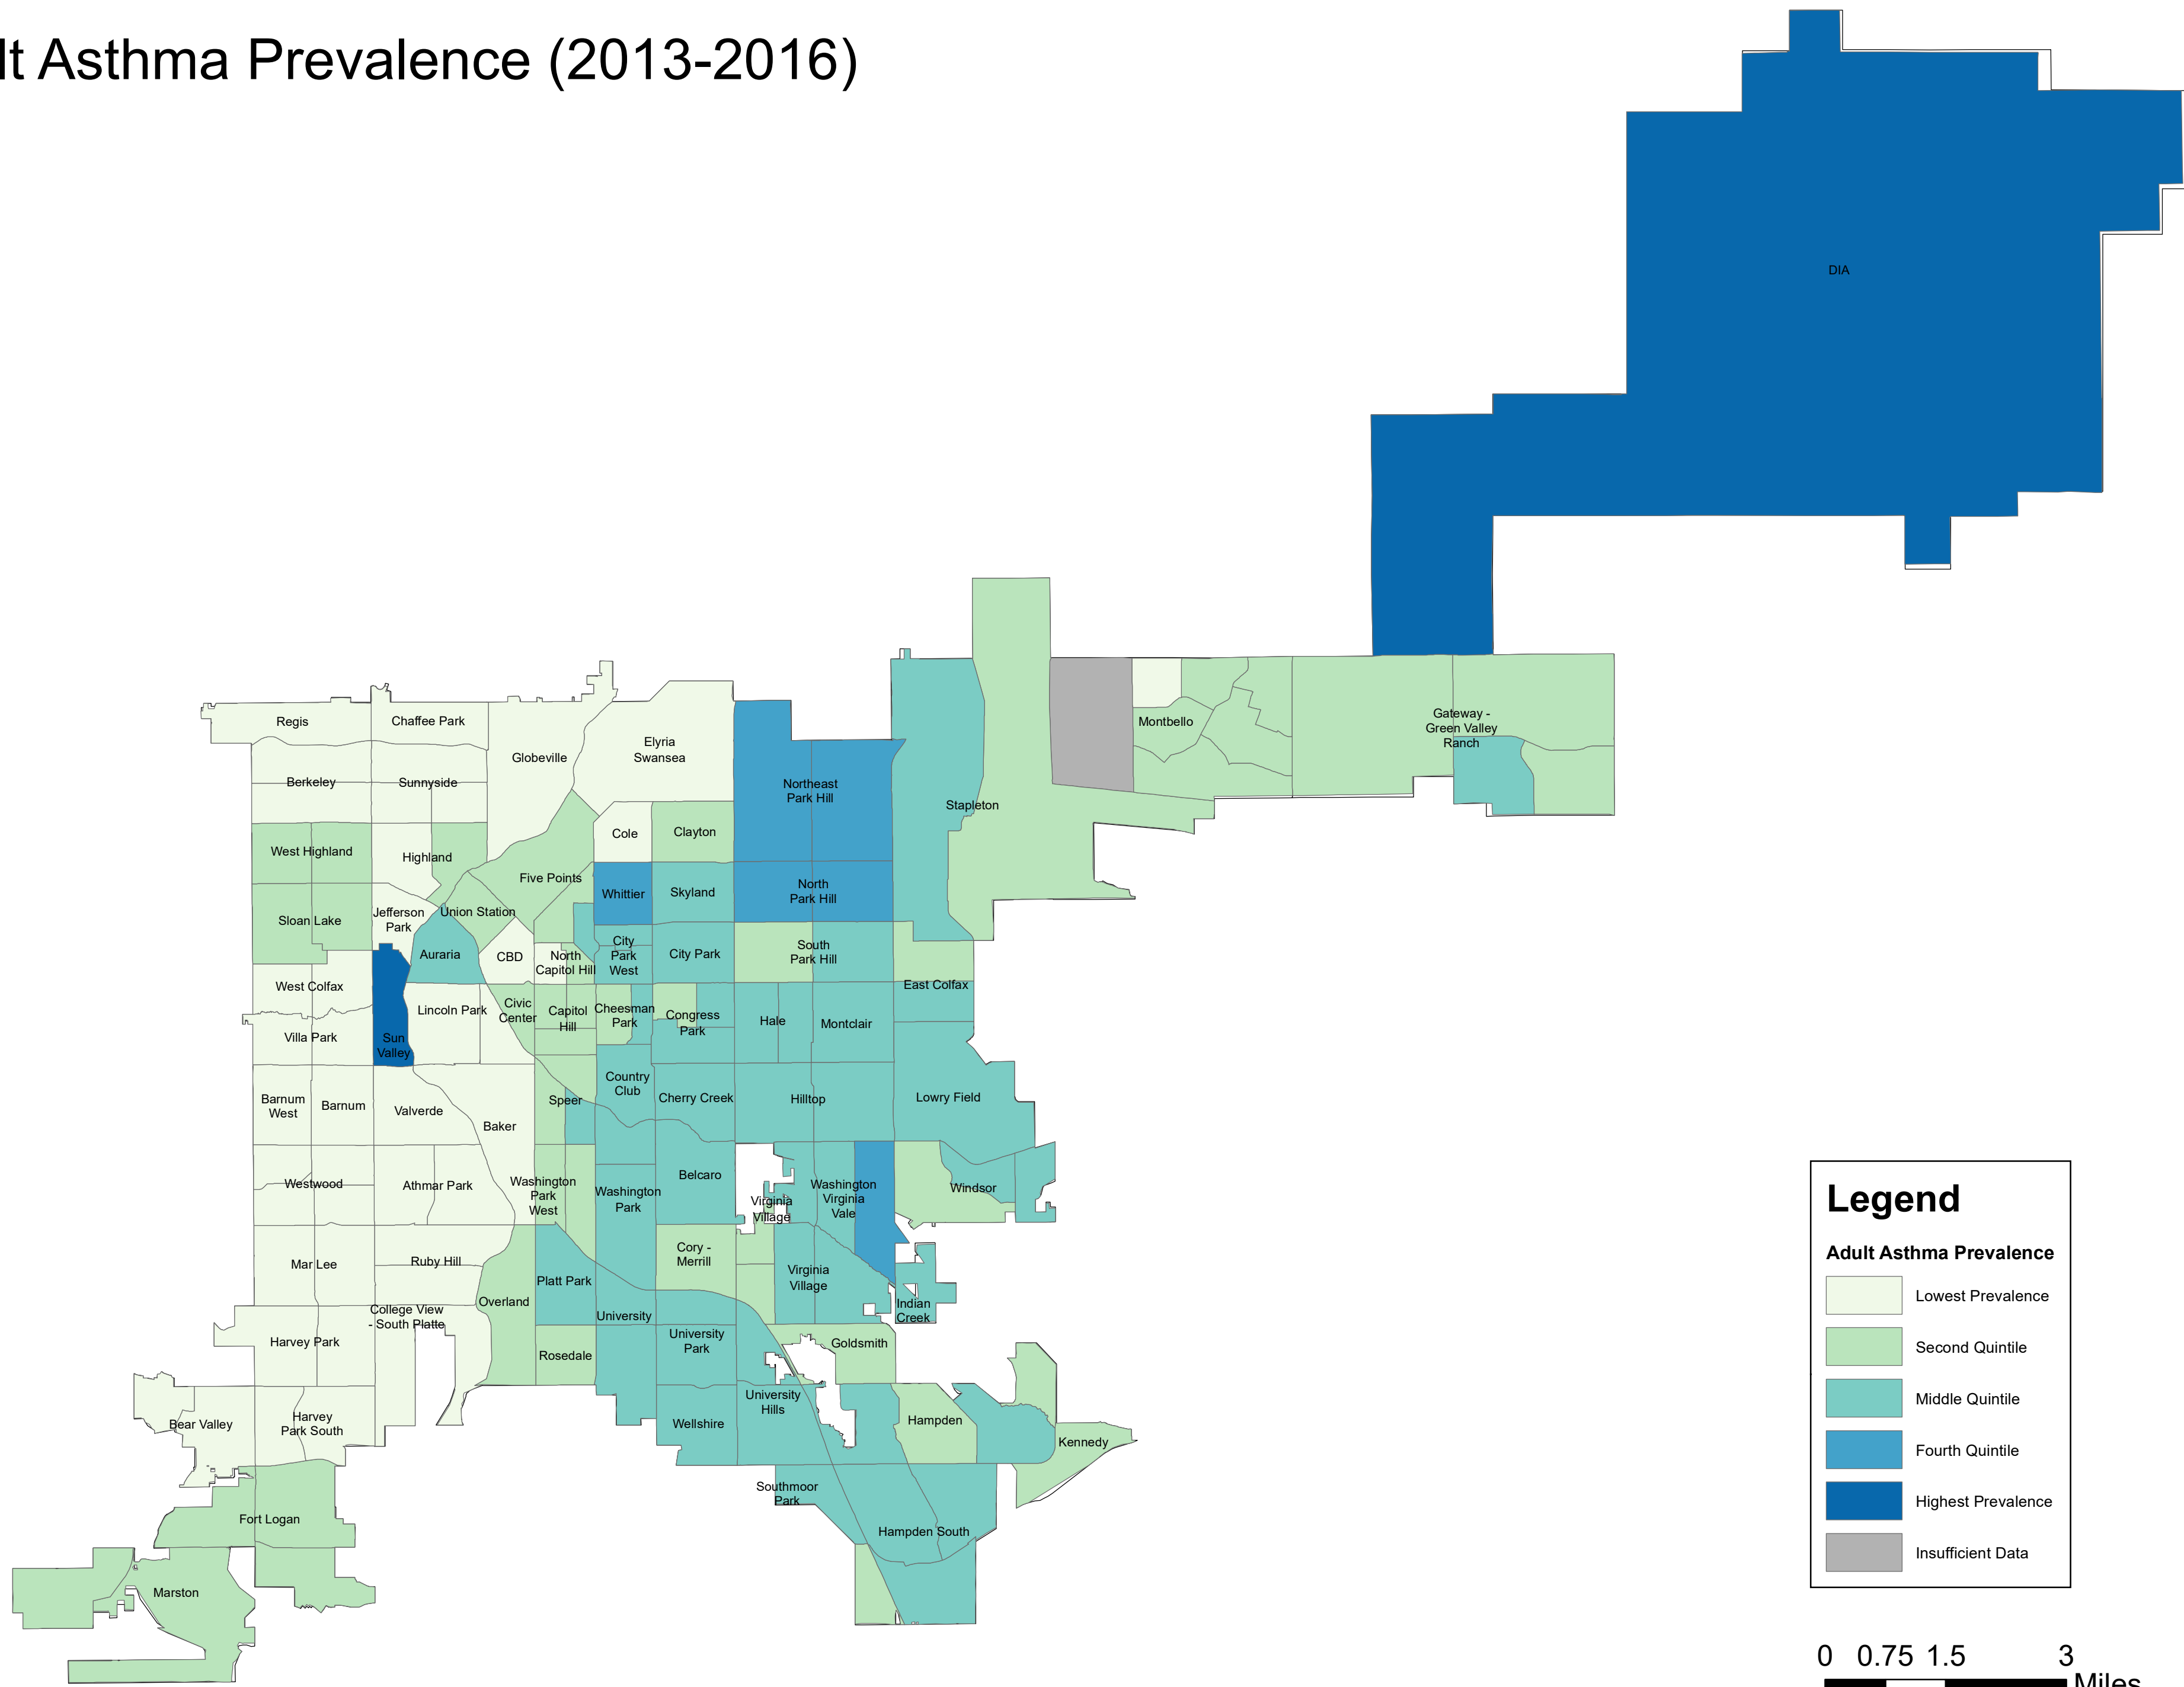 lt Asthma Prevalence (2013-2016)
DIA
Regis
Chaffee Park
Globeville
Elyria
Swansea
Berkeley
Sunnyside
Northeast
Park Hill
Stapleton
Montbello
Gateway -
Green Valley
Ranch
West Highland
Highland
Cole
Clayton
Five Points
Whittier
Skyland
North
Park Hill
Sloan Lake
Jefferson
Park
Union Station
Auraria
CBD
North
Capitol Hill
City
Park
West
City Park
South
Park Hill
East Colfax
West Colfax
Villa Park
Sun
Valley
Lincoln Park
Civic
Center
Capitol
Hill
Cheesman
Park
Congress
Park
Hale
Montclair
Barnum
West
Barnum
Valverde
Baker
Speer
Country
Club
Cherry Creek
Hilltop
Lowry Field
Westwood
Athmar Park
Washington
Park
West
Washington
Park
Belcaro
Virginia
Village
Washington
Virginia
Vale
Windsor
Mar Lee
Ruby Hill
Overland
Platt Park
Cory -
Merrill
Virginia
Village
Indian
Creek
College View
- South Platte
Harvey Park
University
Rosedale
University
Park
Goldsmith
Bear Valley
Harvey
Park South
Wellshire
University
Hills
Hampden
Kennedy
Southmoor
Park
Hampden South
Fort Logan
Marston
Legend
Adult Asthma Prevalence
Lowest Prevalence
Second Quintile
Middle Quintile
Fourth Quintile
Highest Prevalence
Insufficient Data
0 0.75 1.5 3
Miles